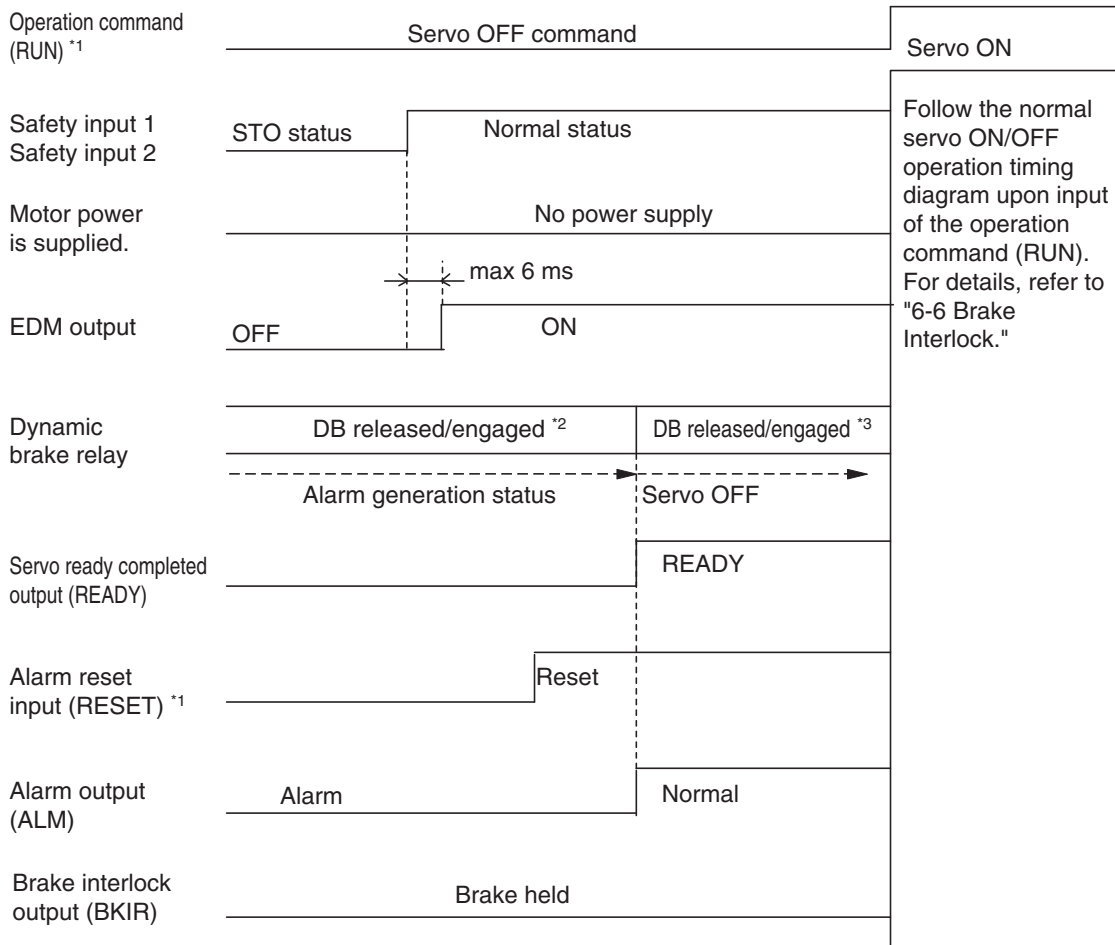 Operation command
(RUN) *1
Servo OFF command
Servo ON
Safety input 1
Safety input 2
STO status
Normal status
Follow the normal
servo ON/OFF
operation timing
diagram upon input
of the operation
command (RUN).
For details, refer to
"6-6 Brake
Interlock."
Motor power
is supplied.
No power supply
max 6 ms
EDM output
OFF
ON
Dynamic
brake relay
DB released/engaged *2
DB released/engaged *3
Alarm generation status
Servo OFF
Servo ready completed
output (READY)
READY
Alarm reset
input (RESET) *1
Reset
Alarm output
(ALM)
Alarm
Normal
Brake interlock
output (BKIR)
Brake held